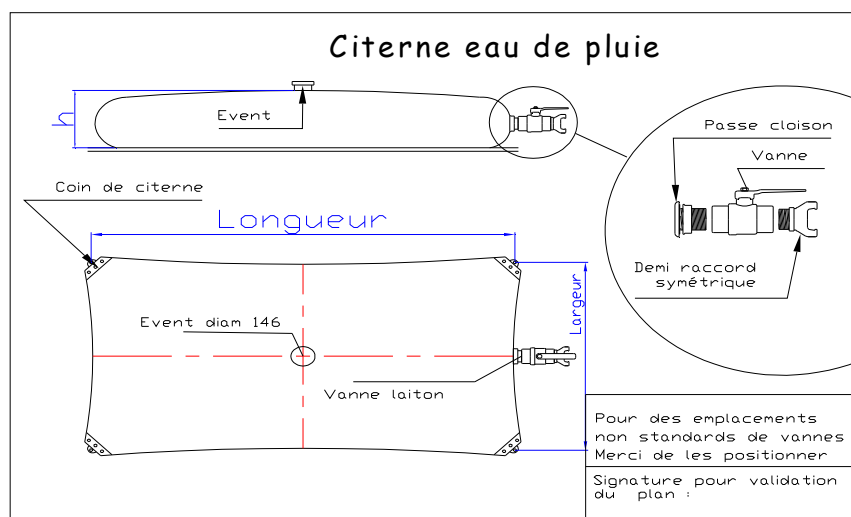 Citerne eau de pluie
h
Event
Passe cloison
Vanne
Coin de citerne
Longueur
Demi raccord
symétrique
Largeur
Event diam 146
Vanne laiton
Pour des emplacements
non standards de vannes
Merci de les positionner
Signature pour validation
du plan :